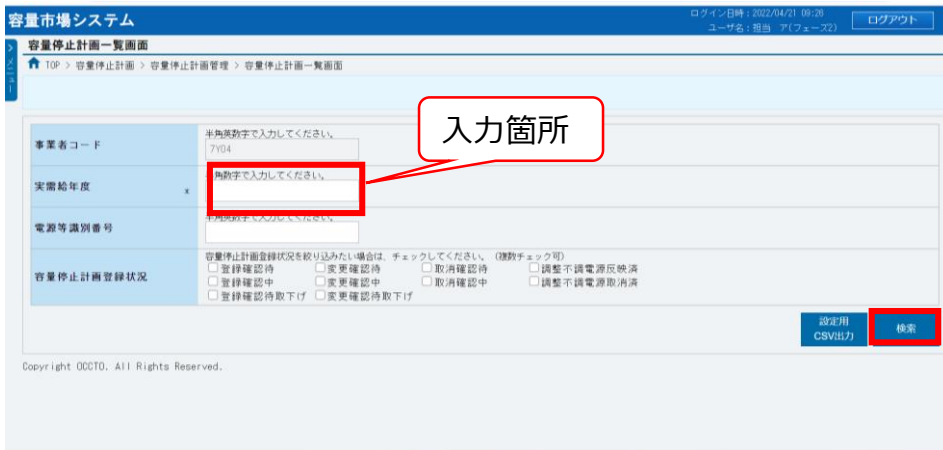 容量市場システム
ログイン日時：2022/04/21 09:26
ユーザ名：担当 ア(フェーズ2)
ログアウト
>
メニュー
容量停止計画一覧画面
TOP > 容量停止計画 > 容量停止計画管理 > 容量停止計画一覧画面
入力箇所
事業者コード
半角英数字で入力してください。
7Y04
実需給年度 *
角数字で入力してください。
電源等識別番号
半角英数字で入力してください。
容量停止計画登録状況
容量停止計画登録状況を絞り込みたい場合は、チェックしてください。（複数チェック可）
登録確認待 変更確認待 取消確認待 調整不調電源反映済
登録確認中 変更確認中 取消確認中 調整不調電源取消済
登録確認待取下げ 変更確認待取下げ
設定用
CSV出力
検索
Copyright OCCTO. All Rights Reserved.